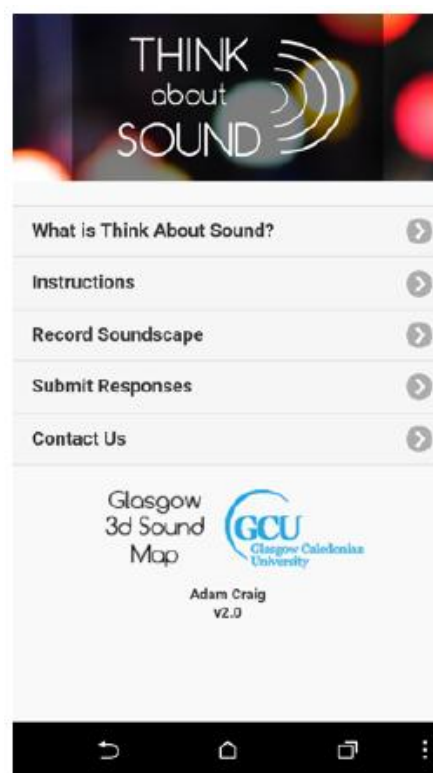 THINK
about
SOUND
What is Think About Sound?
Instructions
Record Soundscape
Submit Responses
Contact Us
Glasgow
3d Sound
Map
GCU
Glasgow Caledonian
University
Adam Craig
v2.0